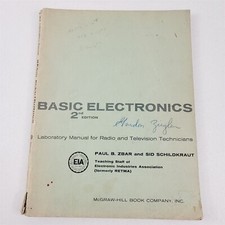 BASIC ELECTRONICS
2nd EDITION
Gordon
Laboratory Manual for Radio and Television Technicians
PAUL B. ZBAR and SID SCHILDKRAUT
EIA
Teaching Staff of
Electronic Industries Association
(formerly RETMA)
McGRAW-HILL BOOK COMPANY, INC.